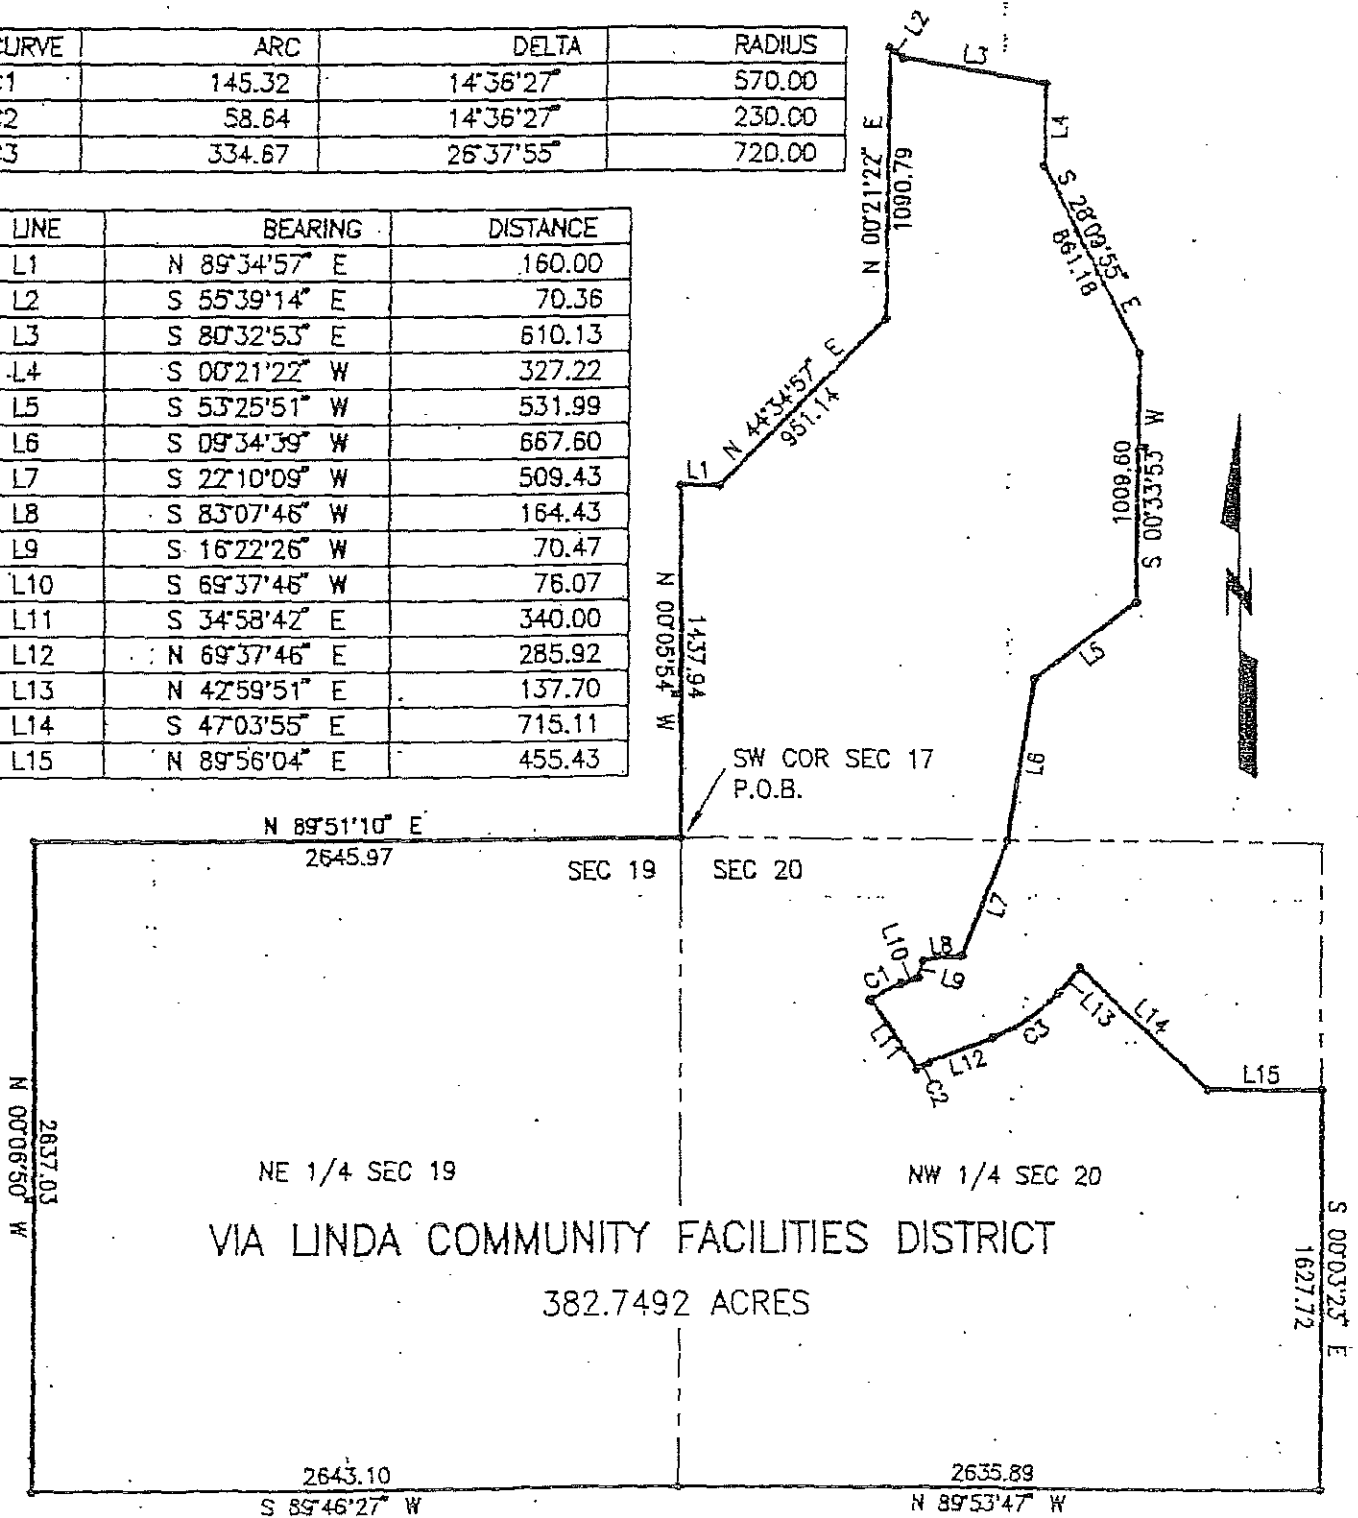 CURVE ARC DELTA RADIUS
C1 145.32 14°36'27" 570.00
C2 58.64 14°36'27" 230.00
C3 334.67 26°37'55" 720.00
LINE BEARING DISTANCE
L1 N 89°34'57" E 160.00
L2 S 55°39'14" E 70.36
L3 S 80°32'53" E 610.13
L4 S 00°21'22" W 327.22
L5 S 53°25'51" W 531.99
L6 S 09°34'39" W 667.60
L7 S 22°10'09" W 509.43
L8 S 83°07'46" W 164.43
L9 S 16°22'26" W 70.47
L10 S 69°37'46" W 76.07
L11 S 34°58'42" E 340.00
L12 N 69°37'46" E 285.92
L13 N 42°59'51" E 137.70
L14 S 47°03'55" E 715.11
L15 N 89°56'04" E 455.43
L2
L3
L4
N 00°21'22" E
1090.79
S 28°09'55" E
861.18
N 44°34'57" E
951.14
L1
1009.60
S 00°33'53" W
N
L5
N 00°05'54" W
1437.94
L6
SW COR SEC 17
P.O.B.
N 89°51'10" E
2645.97
SEC 19
SEC 20
L7
L10
L8
L9
C1
L11
L13
L14
C3
L12
C2
L15
N 00°06'50" W
2637.03
NE 1/4 SEC 19
NW 1/4 SEC 20
VIA LINDA COMMUNITY FACILITIES DISTRICT
382.7492 ACRES
S 00°03'23" E
1627.72
2643.10
S 89°46'27" W
2635.89
N 89°53'47" W